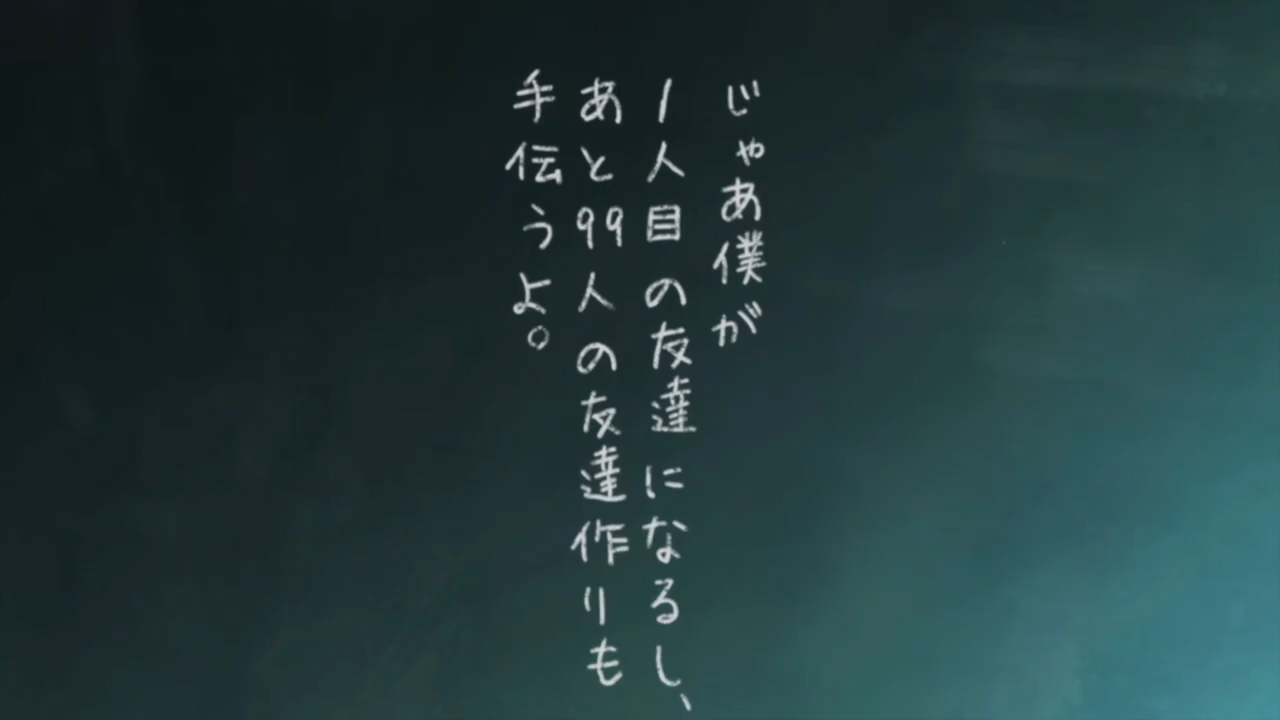 じゃあ僕が
1人目の友達になるし、
あと99人の友達作りも
手伝うよ。